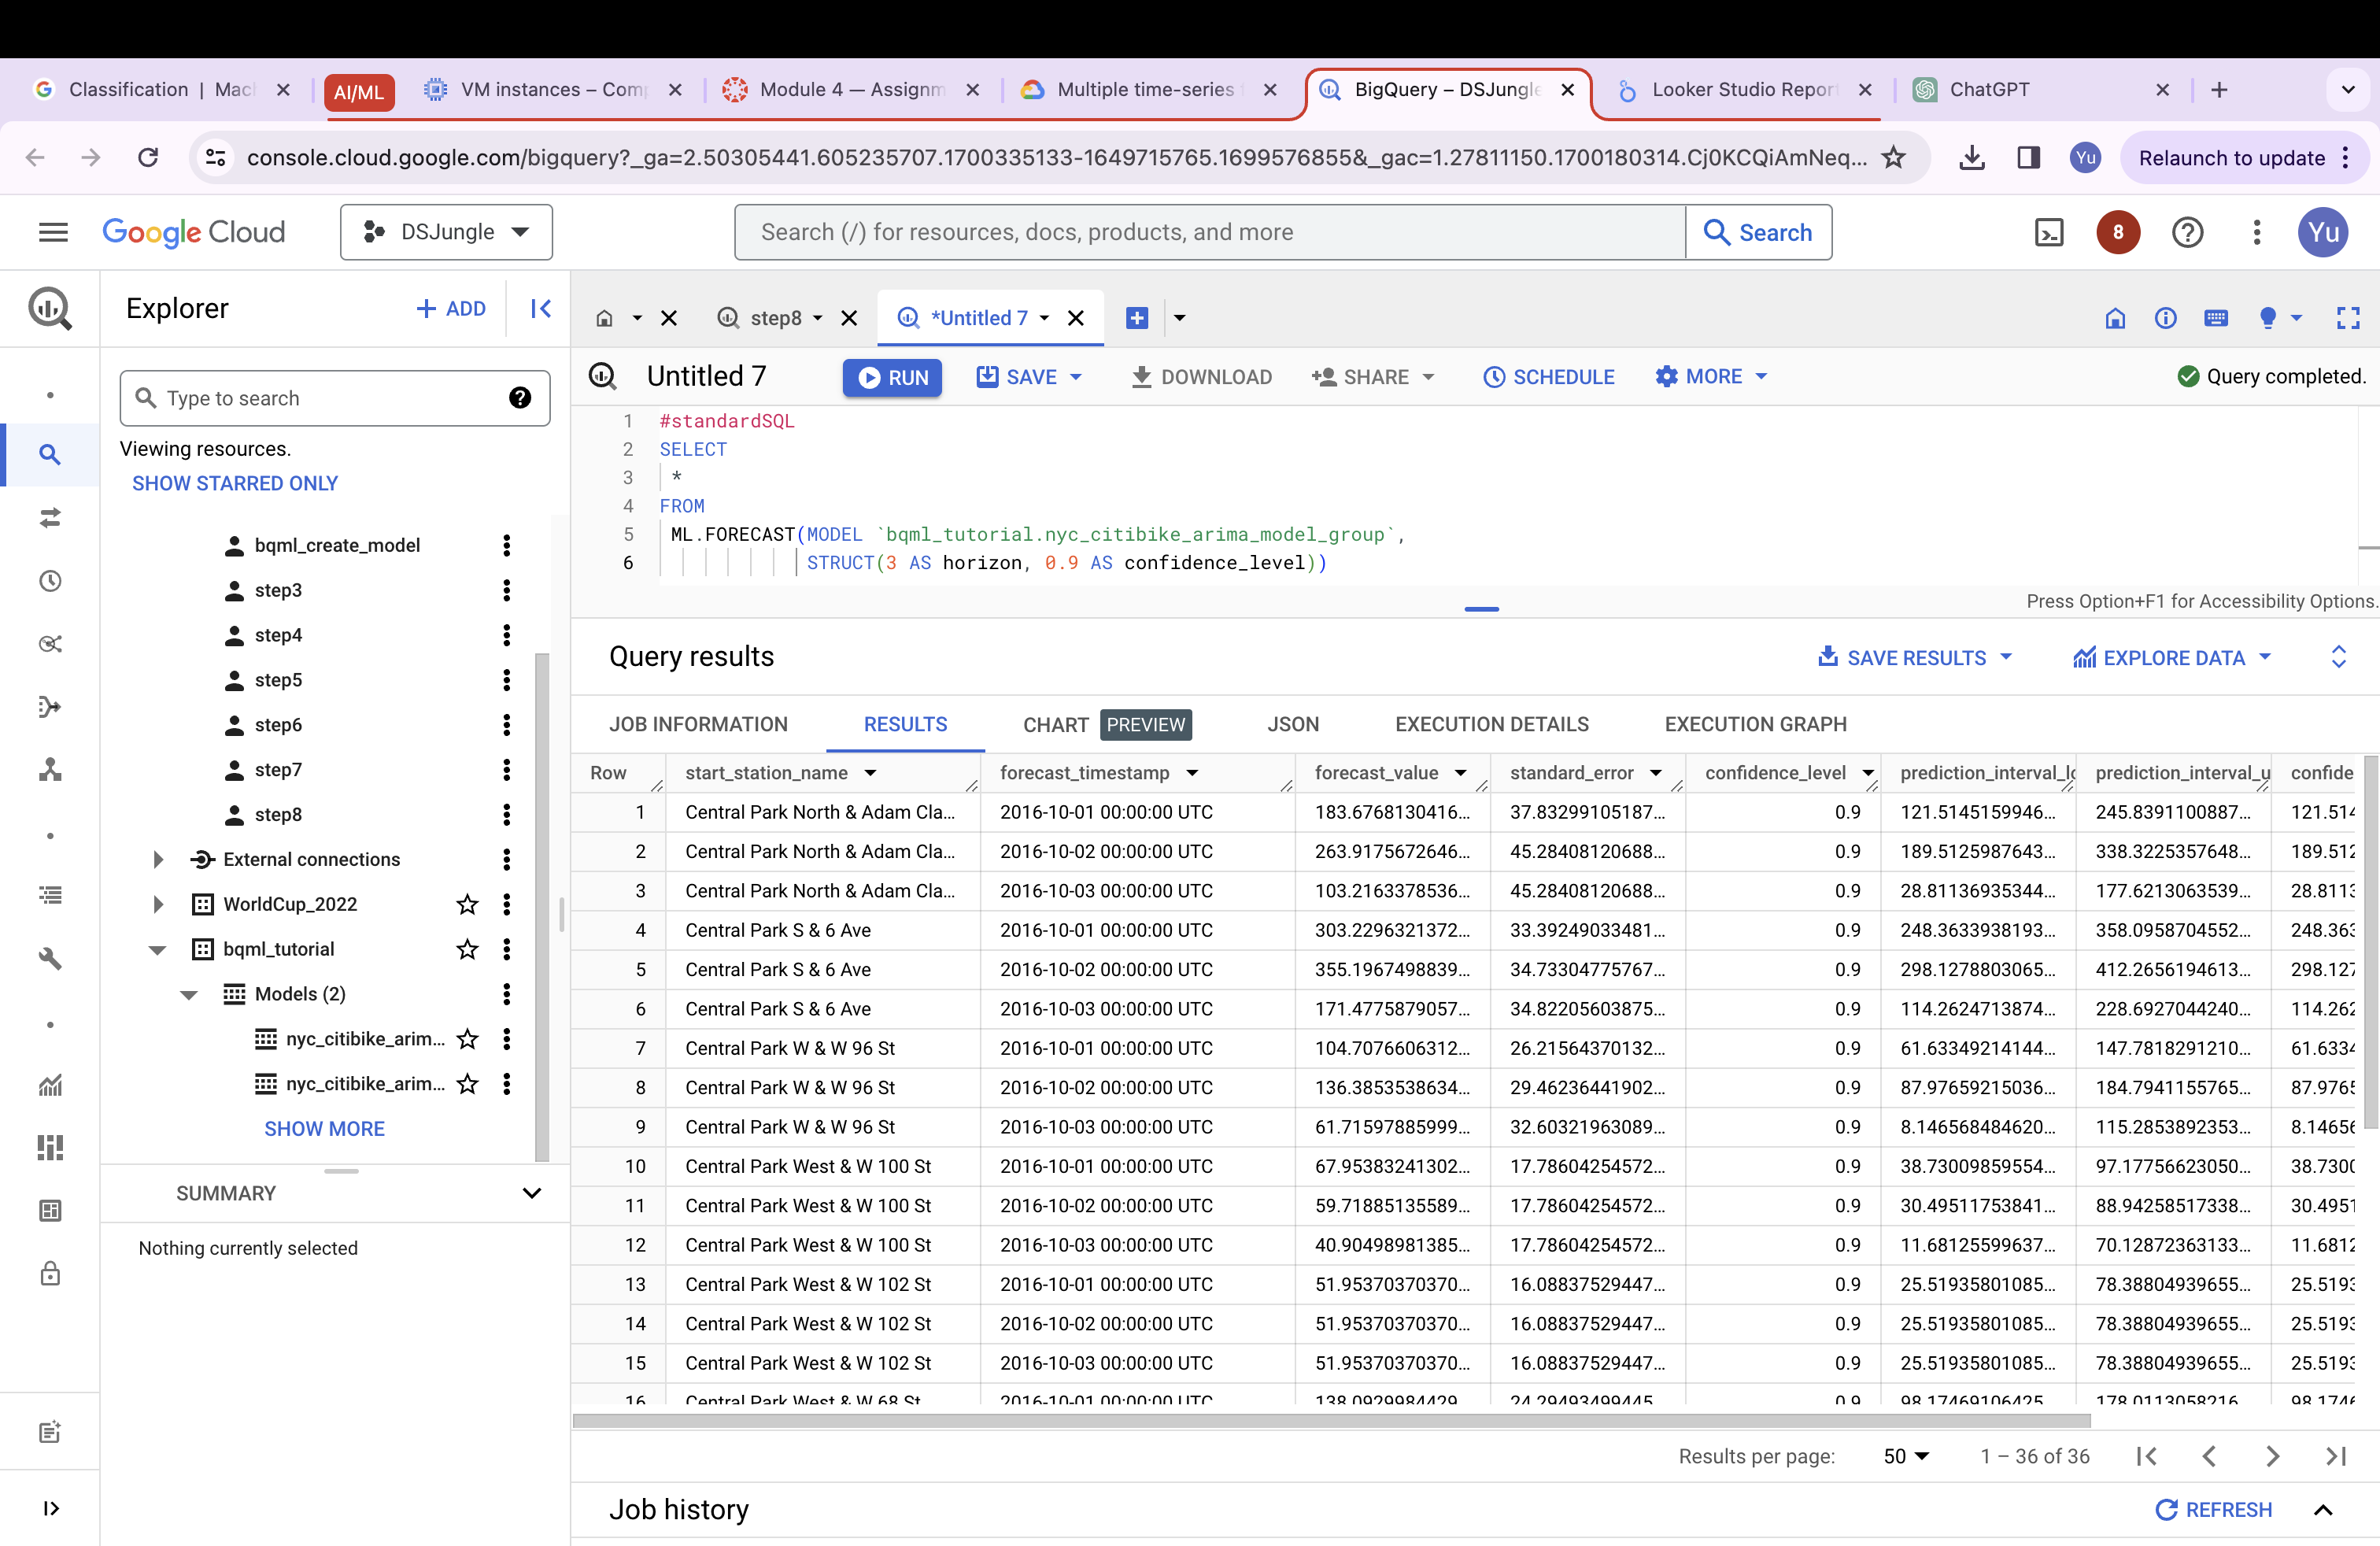 Classification | Mac
AI/ML
VM instances – Com
Module 4 — Assignm
Multiple time-series
BigQuery – DSJungle
Looker Studio Report
ChatGPT
console.cloud.google.com/bigquery?_ga=2.50305441.605235707.1700335133-1649715765.1699576855&_gac=1.27811150.1700180314.Cj0KCQiAmNeq...
Yu
Relaunch to update
Google Cloud
DSJungle
Search (/) for resources, docs, products, and more
Search
8
Yu
Explorer
+ ADD
step8
*Untitled 7
Untitled 7
RUN
SAVE
DOWNLOAD
SHARE
SCHEDULE
MORE
Query completed.
Type to search
Viewing resources.
SHOW STARRED ONLY
bqml_create_model
step3
step4
step5
step6
step7
step8
External connections
WorldCup_2022
bqml_tutorial
Models (2)
nyc_citibike_arim...
nyc_citibike_arim...
SHOW MORE
SUMMARY
Nothing currently selected
1 #standardSQL
2 SELECT
3 *
4 FROM
5 ML.FORECAST(MODEL `bqml_tutorial.nyc_citibike_arima_model_group`,
6 STRUCT(3 AS horizon, 0.9 AS confidence_level))
Press Option+F1 for Accessibility Options.
Query results
SAVE RESULTS
EXPLORE DATA
JOB INFORMATION
RESULTS
CHART PREVIEW
JSON
EXECUTION DETAILS
EXECUTION GRAPH
Row start_station_name forecast_timestamp forecast_value standard_error confidence_level prediction_interval_lo prediction_interval_u confide
1 Central Park North & Adam Cla... 2016-10-01 00:00:00 UTC 183.6768130416... 37.83299105187... 0.9 121.5145159946... 245.8391100887... 121.514
2 Central Park North & Adam Cla... 2016-10-02 00:00:00 UTC 263.9175672646... 45.28408120688... 0.9 189.5125987643... 338.3225357648... 189.512
3 Central Park North & Adam Cla... 2016-10-03 00:00:00 UTC 103.2163378536... 45.28408120688... 0.9 28.81136935344... 177.6213063539... 28.8113
4 Central Park S & 6 Ave 2016-10-01 00:00:00 UTC 303.2296321372... 33.39249033481... 0.9 248.3633938193... 358.0958704552... 248.363
5 Central Park S & 6 Ave 2016-10-02 00:00:00 UTC 355.1967498839... 34.73304775767... 0.9 298.1278803065... 412.2656194613... 298.127
6 Central Park S & 6 Ave 2016-10-03 00:00:00 UTC 171.4775879057... 34.82205603875... 0.9 114.2624713874... 228.6927044240... 114.262
7 Central Park W & W 96 St 2016-10-01 00:00:00 UTC 104.7076606312... 26.21564370132... 0.9 61.63349214144... 147.7818291210... 61.6334
8 Central Park W & W 96 St 2016-10-02 00:00:00 UTC 136.3853538634... 29.46236441902... 0.9 87.97659215036... 184.7941155765... 87.9765
9 Central Park W & W 96 St 2016-10-03 00:00:00 UTC 61.71597885999... 32.60321963089... 0.9 8.146568484620... 115.2853892353... 8.14656
10 Central Park West & W 100 St 2016-10-01 00:00:00 UTC 67.95383241302... 17.78604254572... 0.9 38.73009859554... 97.17756623050... 38.7300
11 Central Park West & W 100 St 2016-10-02 00:00:00 UTC 59.71885135589... 17.78604254572... 0.9 30.49511753841... 88.94258517338... 30.4951
12 Central Park West & W 100 St 2016-10-03 00:00:00 UTC 40.90498981385... 17.78604254572... 0.9 11.68125599637... 70.12872363133... 11.6812
13 Central Park West & W 102 St 2016-10-01 00:00:00 UTC 51.95370370370... 16.08837529447... 0.9 25.51935801085... 78.38804939655... 25.5193
14 Central Park West & W 102 St 2016-10-02 00:00:00 UTC 51.95370370370... 16.08837529447... 0.9 25.51935801085... 78.38804939655... 25.5193
15 Central Park West & W 102 St 2016-10-03 00:00:00 UTC 51.95370370370... 16.08837529447... 0.9 25.51935801085... 78.38804939655... 25.5193
16 Central Park West & W 68 St 2016-10-01 00:00:00 UTC 138.0929984429 24.29493499445 0.9 98.17469106425 178.0113058216 98.1746
Results per page:
50
1 – 36 of 36
Job history
REFRESH